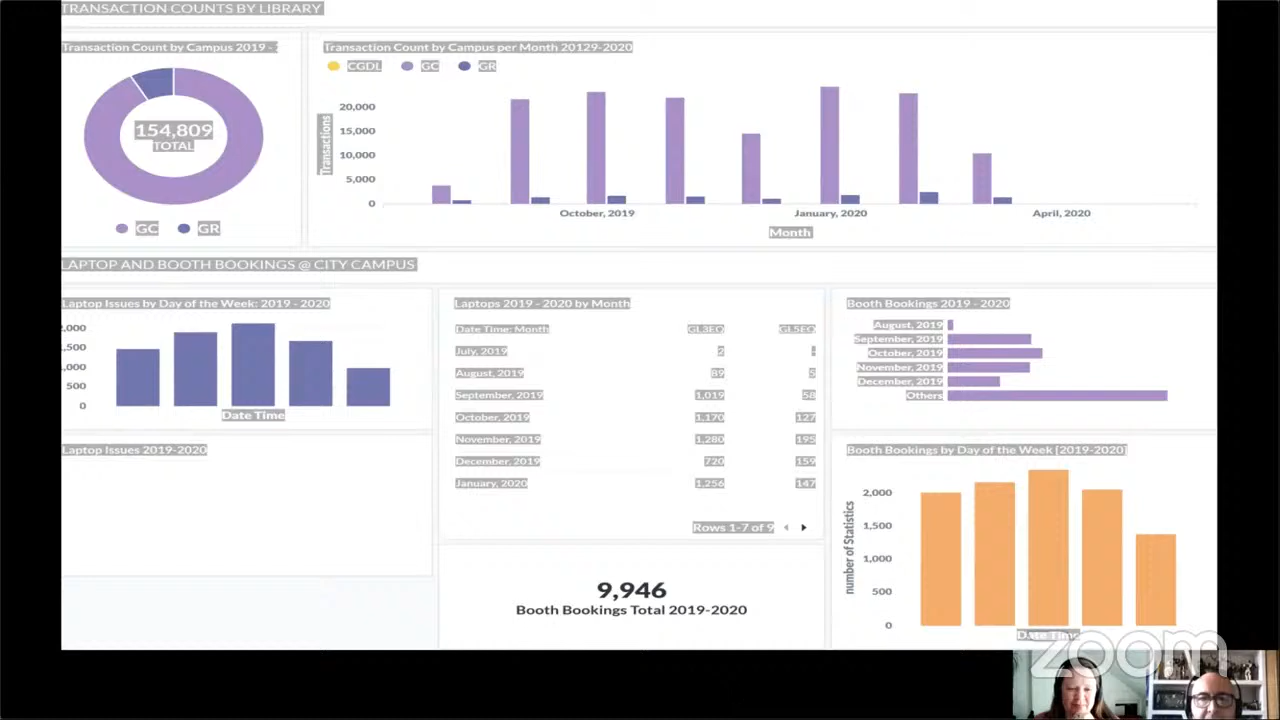 TRANSACTION COUNTS BY LIBRARY
Transaction Count by Campus 2019 -
154,809
TOTAL
GC GR
Transaction Count by Campus per Month 20129-2020
CGDL GC GR
Transactions
20,000
15,000
10,000
5,000
0
October, 2019 January, 2020 April, 2020
Month
LAPTOP AND BOOTH BOOKINGS @ CITY CAMPUS
Laptop Issues by Day of the Week: 2019 - 2020
,000
,500
,000
500
0
Date Time
Laptop Issues 2019-2020
Laptops 2019 - 2020 by Month
Date Time: Month GL3EQ GL5EQ
July, 2019 2
August, 2019 89 5
September, 2019 1,019 58
October, 2019 1,170 127
November, 2019 1,280 195
December, 2019 720 159
January, 2020 1,256 147
Rows 1-7 of 9
9,946
Booth Bookings Total 2019-2020
Booth Bookings 2019 - 2020
August, 2019
September, 2019
October, 2019
November, 2019
December, 2019
Others
Booth Bookings by Day of the Week [2019-2020]
number of Statistics
2,000
1,500
1,000
500
0
Date Time
zoom